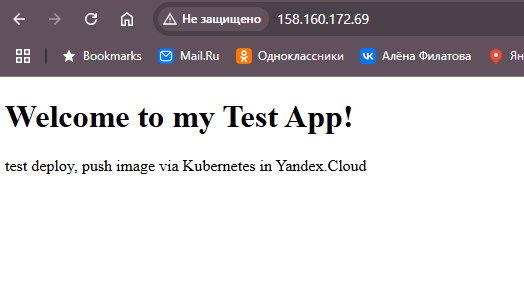 Не защищено 158.160.172.69
Bookmarks Mail.Ru Одноклассники Алёна Филатова Ян
Welcome to my Test App!
test deploy, push image via Kubernetes in Yandex.Cloud